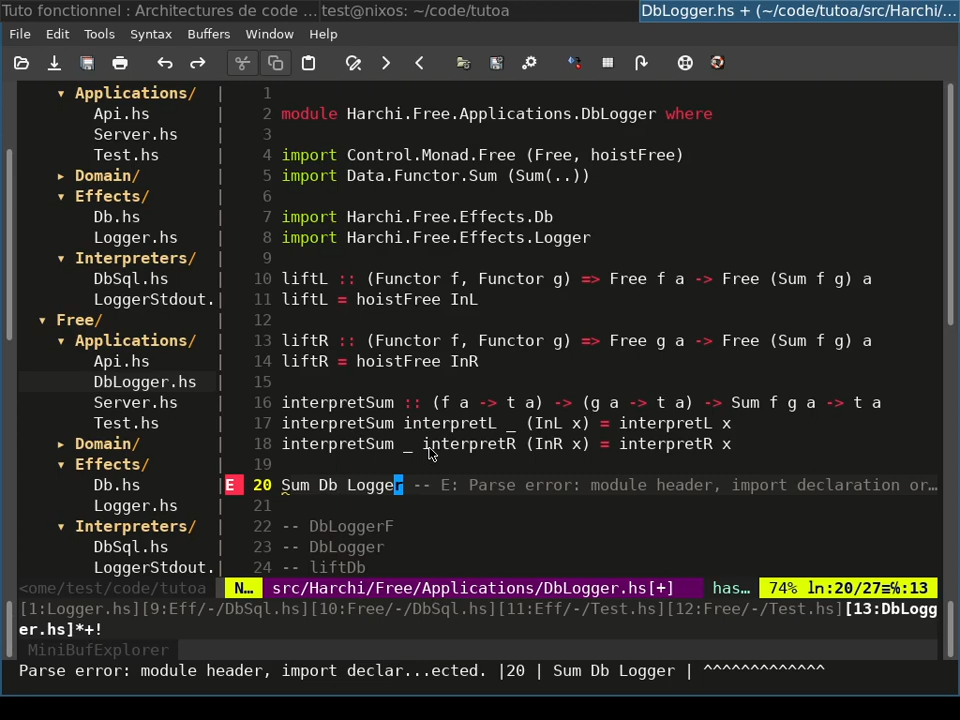 Tuto fonctionnel : Architectures de code ... test@nixos: ~/code/tutoa DbLogger.hs + (~/code/tutoa/src/Harchi/...
File Edit Tools Syntax Buffers Window Help
▾ Applications/ | 1
Api.hs | 2 module Harchi.Free.Applications.DbLogger where
Server.hs | 3
Test.hs | 4 import Control.Monad.Free (Free, hoistFree)
▸ Domain/ | 5 import Data.Functor.Sum (Sum(..))
▾ Effects/ | 6
Db.hs | 7 import Harchi.Free.Effects.Db
Logger.hs | 8 import Harchi.Free.Effects.Logger
▾ Interpreters/ | 9
DbSql.hs | 10 liftL :: (Functor f, Functor g) => Free f a -> Free (Sum f g) a
LoggerStdout. | 11 liftL = hoistFree InL
▾ Free/ | 12
▾ Applications/ | 13 liftR :: (Functor f, Functor g) => Free g a -> Free (Sum f g) a
Api.hs | 14 liftR = hoistFree InR
DbLogger.hs | 15
Server.hs | 16 interpretSum :: (f a -> t a) -> (g a -> t a) -> Sum f g a -> t a
Test.hs | 17 interpretSum interpretL _ (InL x) = interpretL x
▸ Domain/ | 18 interpretSum _ interpretR (InR x) = interpretR x
▾ Effects/ | 19
Db.hs |E 20 Sum Db Logger -- E: Parse error: module header, import declaration or…
Logger.hs | 21
▾ Interpreters/ | 22 -- DbLoggerF
DbSql.hs | 23 -- DbLogger
LoggerStdout. | 24 -- liftDb
<ome/test/code/tutoa N… src/Harchi/Free/Applications/DbLogger.hs[+] has… 74% ln:20/27≡℅:13
[1:Logger.hs][9:Eff/-/DbSql.hs][10:Free/-/DbSql.hs][11:Eff/-/Test.hs][12:Free/-/Test.hs][13:DbLogg
er.hs]*+!
MiniBufExplorer
Parse error: module header, import declar...ected. |20 | Sum Db Logger | ^^^^^^^^^^^^^